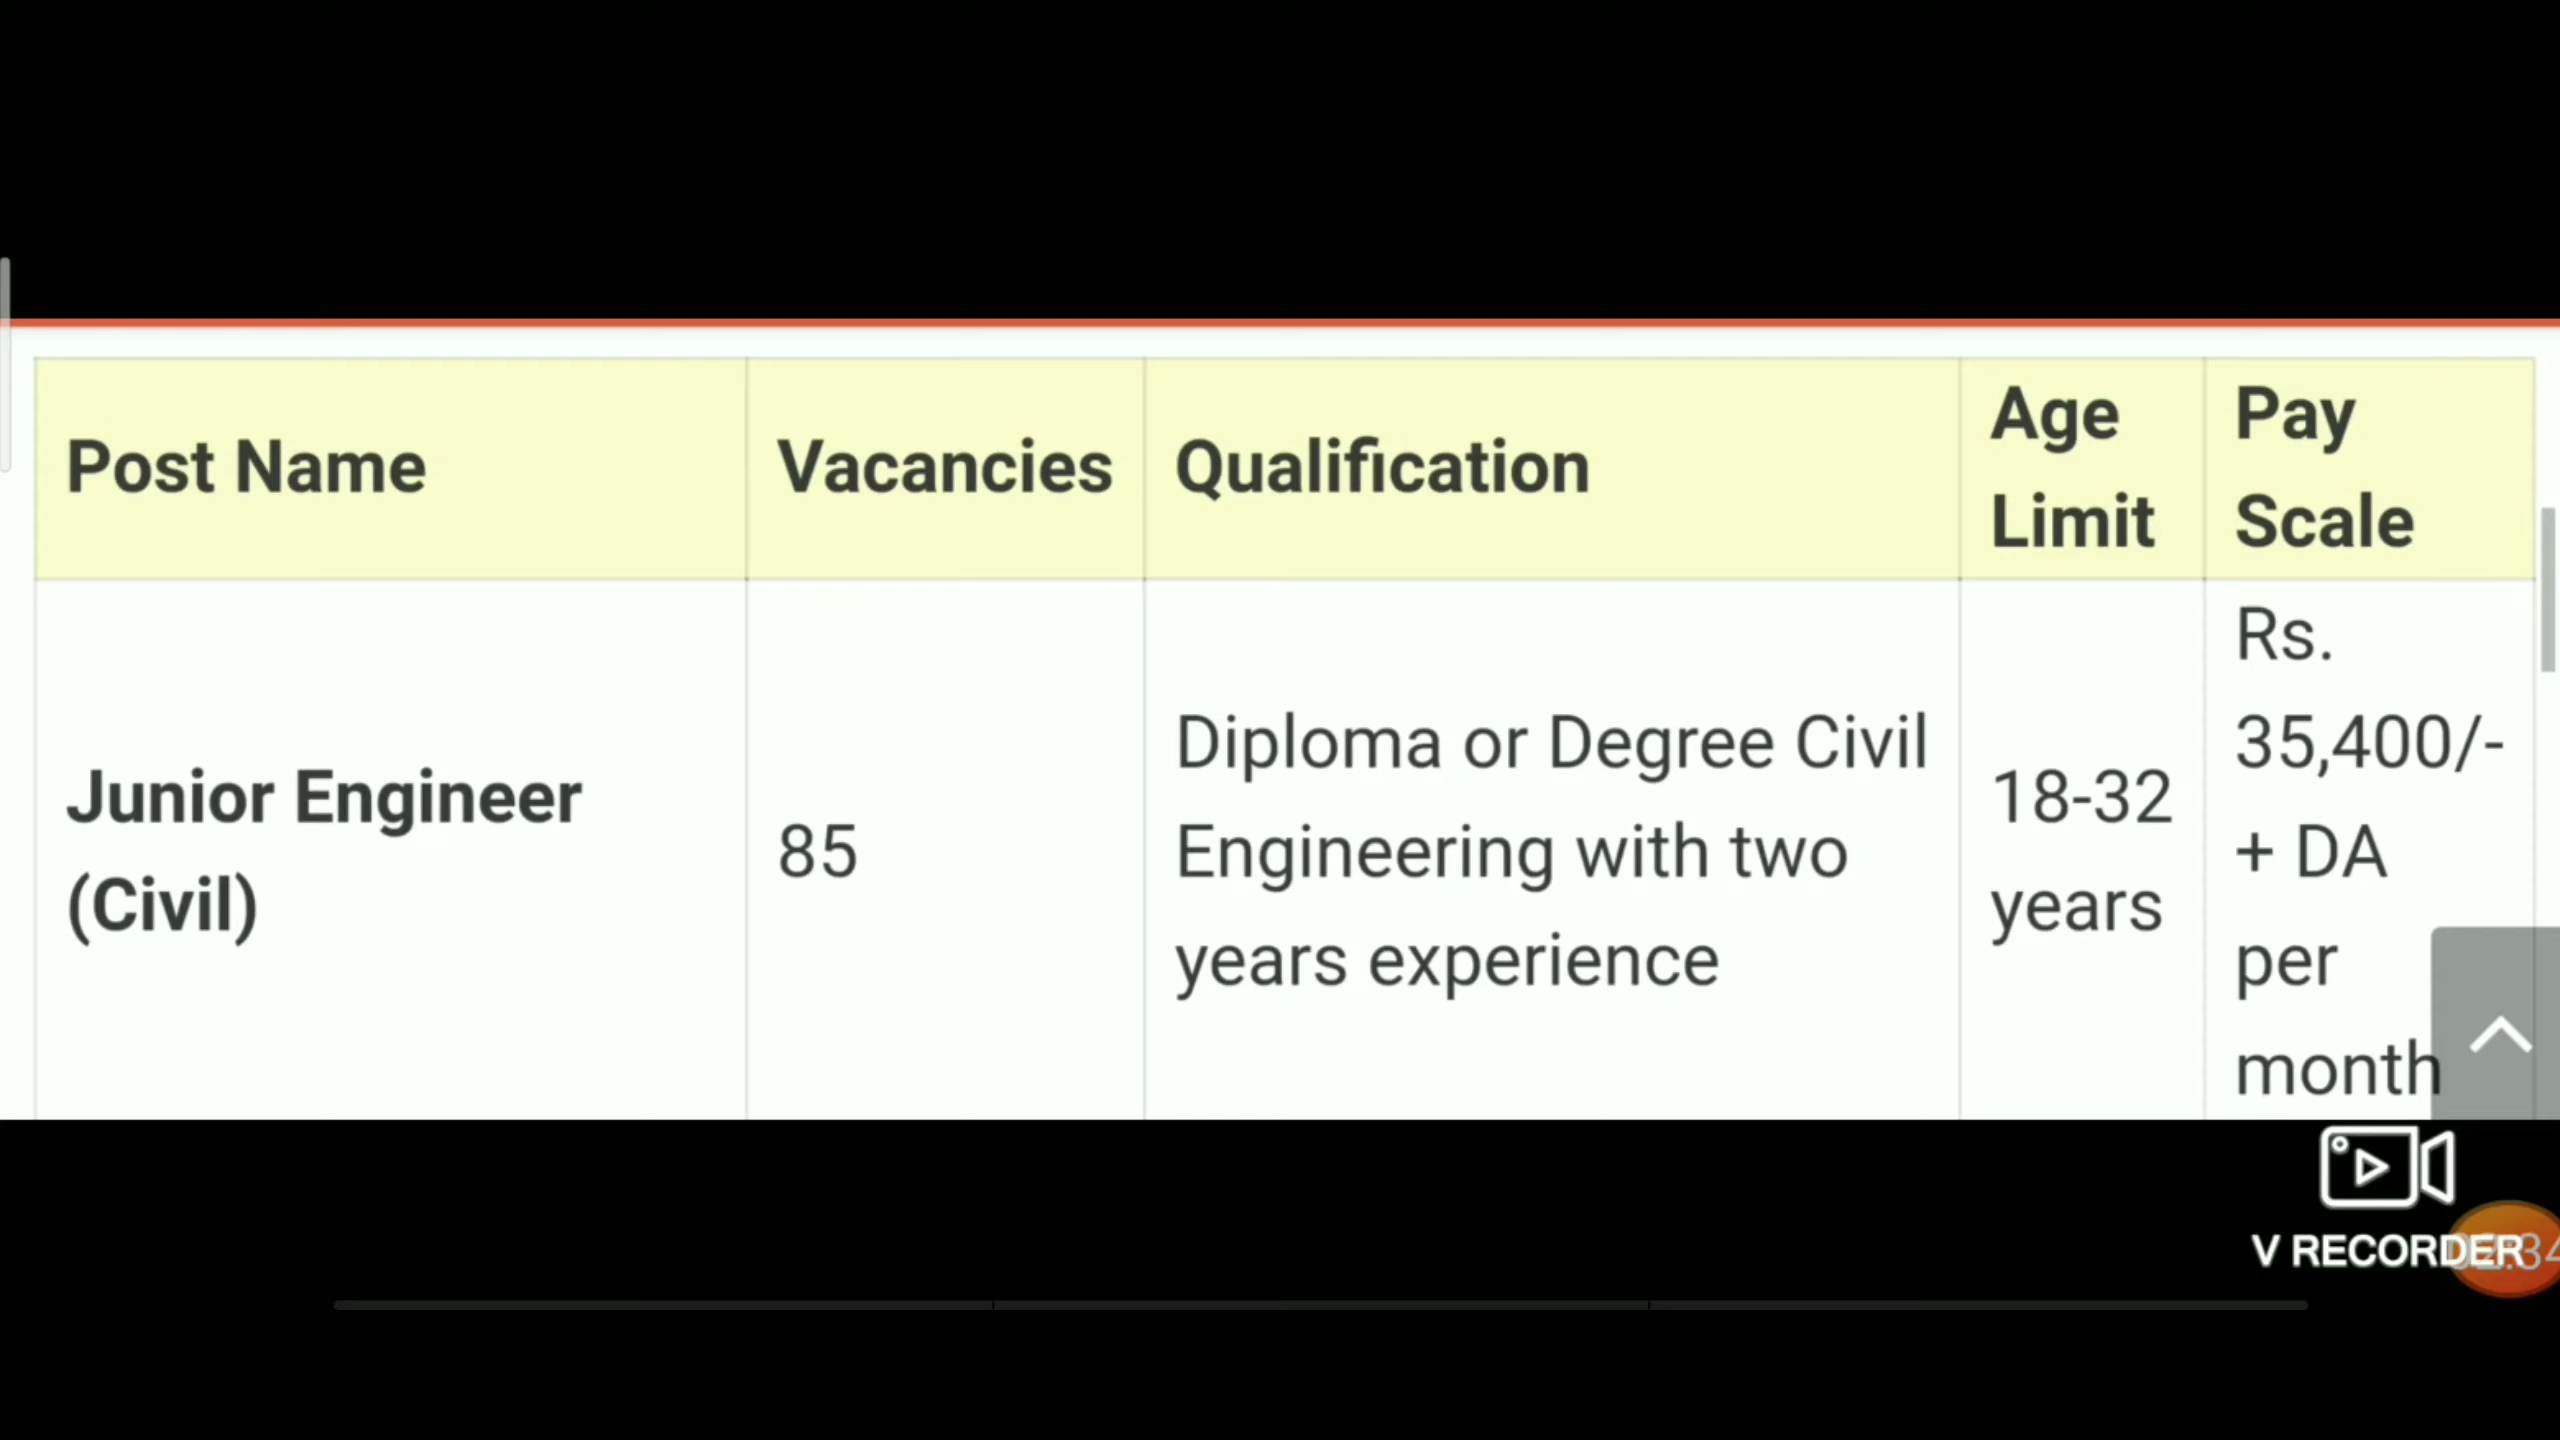 Post Name
Vacancies
Qualification
Age
Limit
Pay
Scale
Junior Engineer
(Civil)
85
Diploma or Degree Civil
Engineering with two
years experience
18-32
years
Rs.
35,400/-
+ DA
per
month
V RECORDER